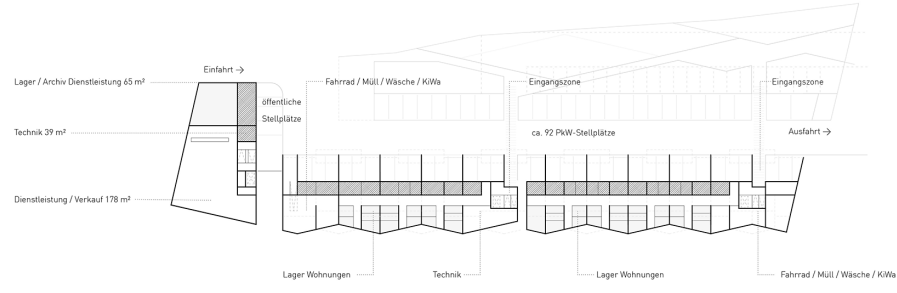 Einfahrt →
Lager / Archiv Dienstleistung 65 m²
Fahrrad / Müll / Wäsche / KiWa
Eingangszone
Eingangszone
öffentliche
Stellplätze
Technik 39 m²
ca. 92 PkW-Stellplätze
Ausfahrt →
Dienstleistung / Verkauf 178 m²
Lager Wohnungen
Technik
Lager Wohnungen
Fahrrad / Müll / Wäsche / KiWa